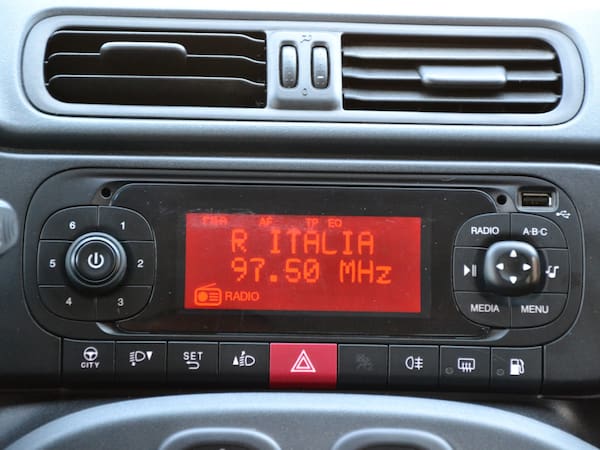 AF TP EQ
R ITALIA
97.50 MHz
RADIO
6 1
5 2
4 3
RADIO A·B·C
MEDIA MENU
CITY
SET